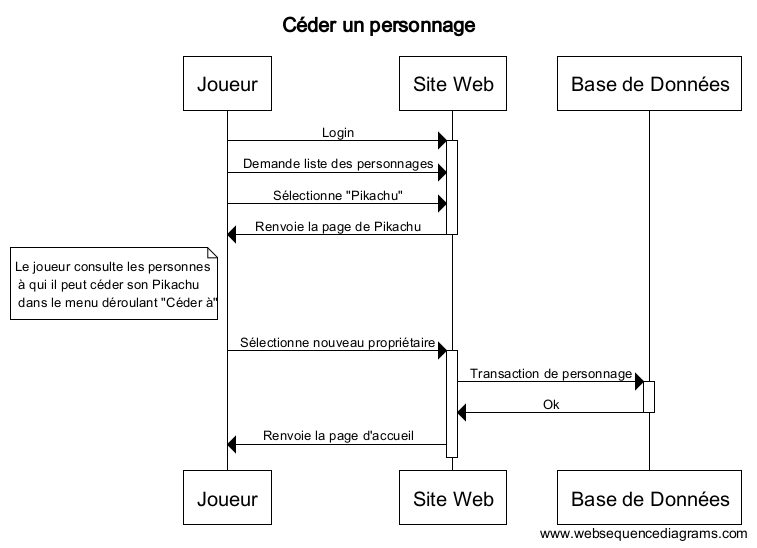 Céder un personnage
Joueur
Site Web
Base de Données
Login
Demande liste des personnages
Sélectionne "Pikachu"
Renvoie la page de Pikachu
Le joueur consulte les personnes
à qui il peut céder son Pikachu
dans le menu déroulant "Céder à"
Sélectionne nouveau propriétaire
Transaction de personnage
Ok
Renvoie la page d'accueil
Joueur
Site Web
Base de Données
www.websequencediagrams.com